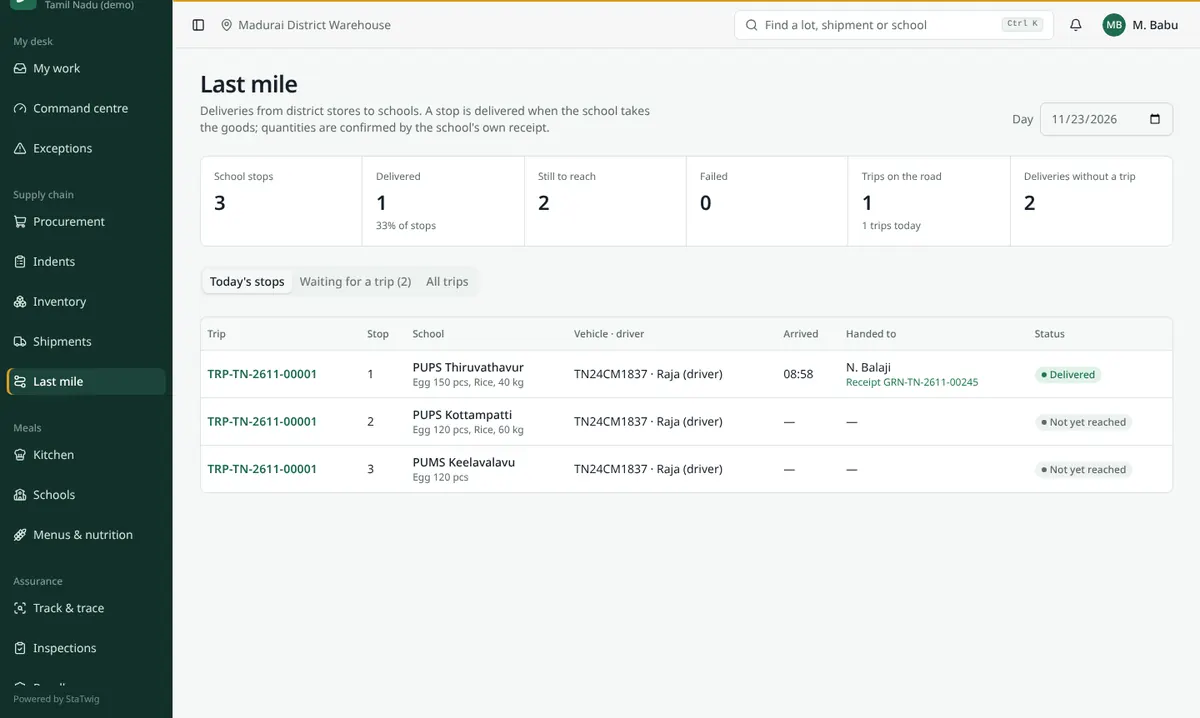 Tamil Nadu (demo)
My desk
My work
Command centre
Exceptions
Supply chain
Procurement
Indents
Inventory
Shipments
Last mile
Meals
Kitchen
Schools
Menus & nutrition
Assurance
Track & trace
Inspections
Powered by StaTwig
Madurai District Warehouse
Find a lot, shipment or school
Ctrl K
MB
M. Babu
Last mile
Deliveries from district stores to schools. A stop is delivered when the school takes
the goods; quantities are confirmed by the school's own receipt.
Day
11/23/2026
School stops
3
Delivered
1
33% of stops
Still to reach
2
Failed
0
Trips on the road
1
1 trips today
Deliveries without a trip
2
Today's stops Waiting for a trip (2) All trips
Trip Stop School Vehicle · driver Arrived Handed to Status
TRP-TN-2611-00001 1 PUPS Thiruvathavur TN24CM1837 · Raja (driver) 08:58 N. Balaji Delivered
Egg 150 pcs, Rice, 40 kg Receipt GRN-TN-2611-00245
TRP-TN-2611-00001 2 PUPS Kottampatti TN24CM1837 · Raja (driver) — — Not yet reached
Egg 120 pcs, Rice, 60 kg
TRP-TN-2611-00001 3 PUMS Keelavalavu TN24CM1837 · Raja (driver) — — Not yet reached
Egg 120 pcs